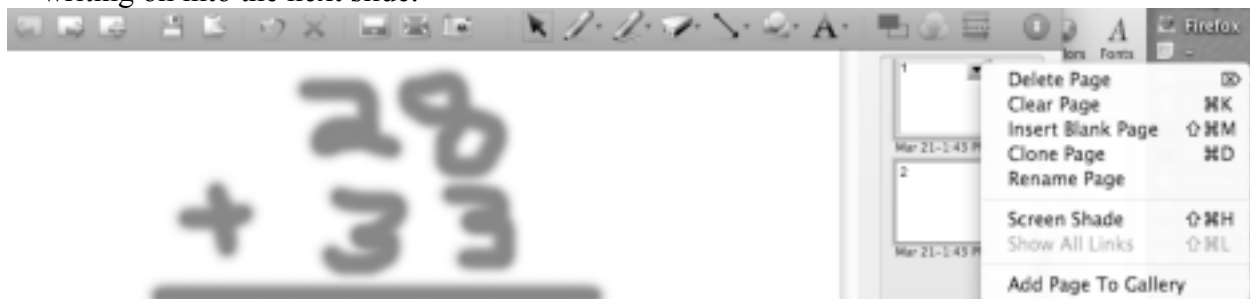 writing on into the next slide.
A
A Firefox
Fonts
28
+ 33
1
Mar 21-1:43 P
2
Mar 21-1:43 P
Delete Page ⌦
Clear Page ⌘K
Insert Blank Page ⇧⌘M
Clone Page ⌘D
Rename Page
Screen Shade ⇧⌘H
Show All Links ⇧⌘L
Add Page To Gallery